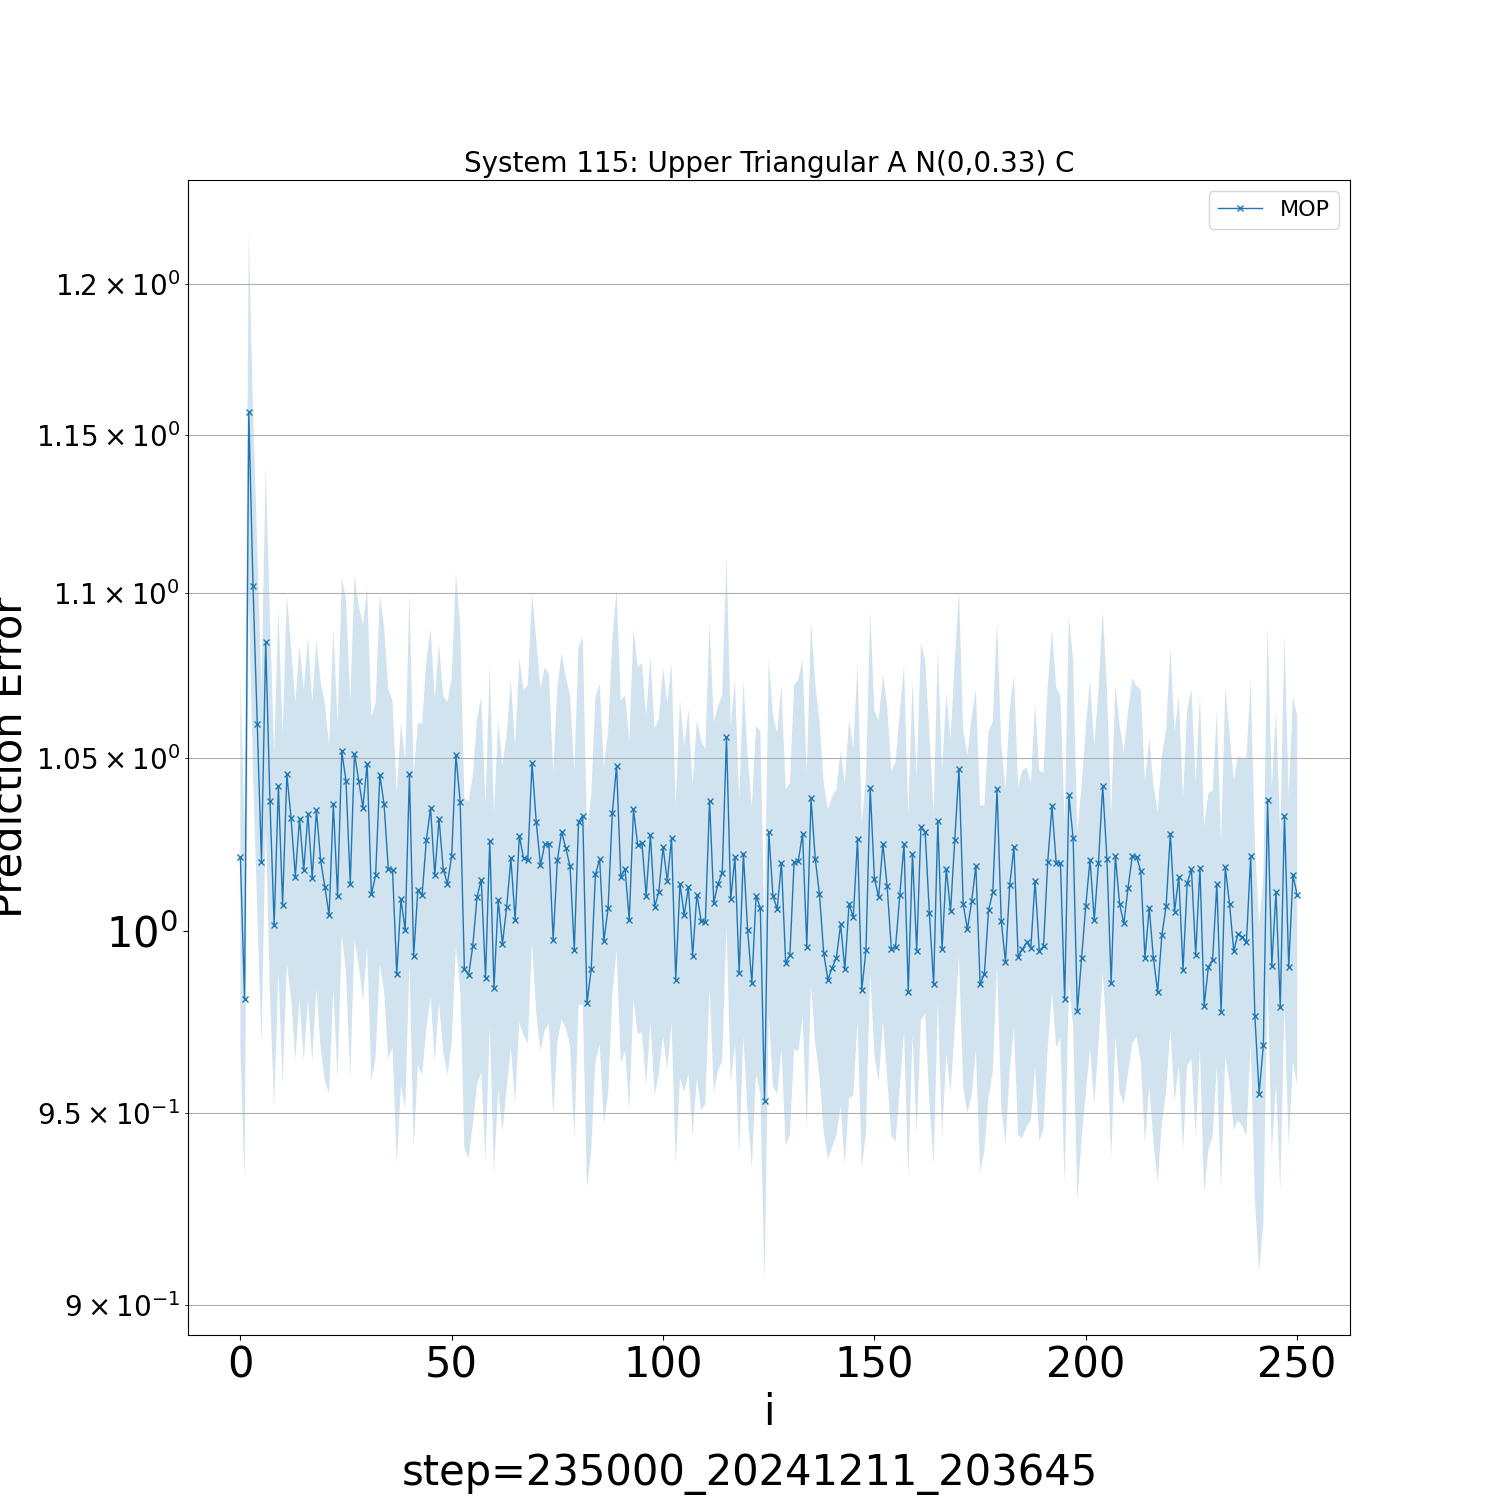 System 115: Upper Triangular A N(0,0.33) C
MOP
Prediction Error
1.2 × 10⁰
1.15 × 10⁰
1.1 × 10⁰
1.05 × 10⁰
10⁰
9.5 × 10⁻¹
9 × 10⁻¹
0 50 100 150 200 250
i
step=235000_20241211_203645